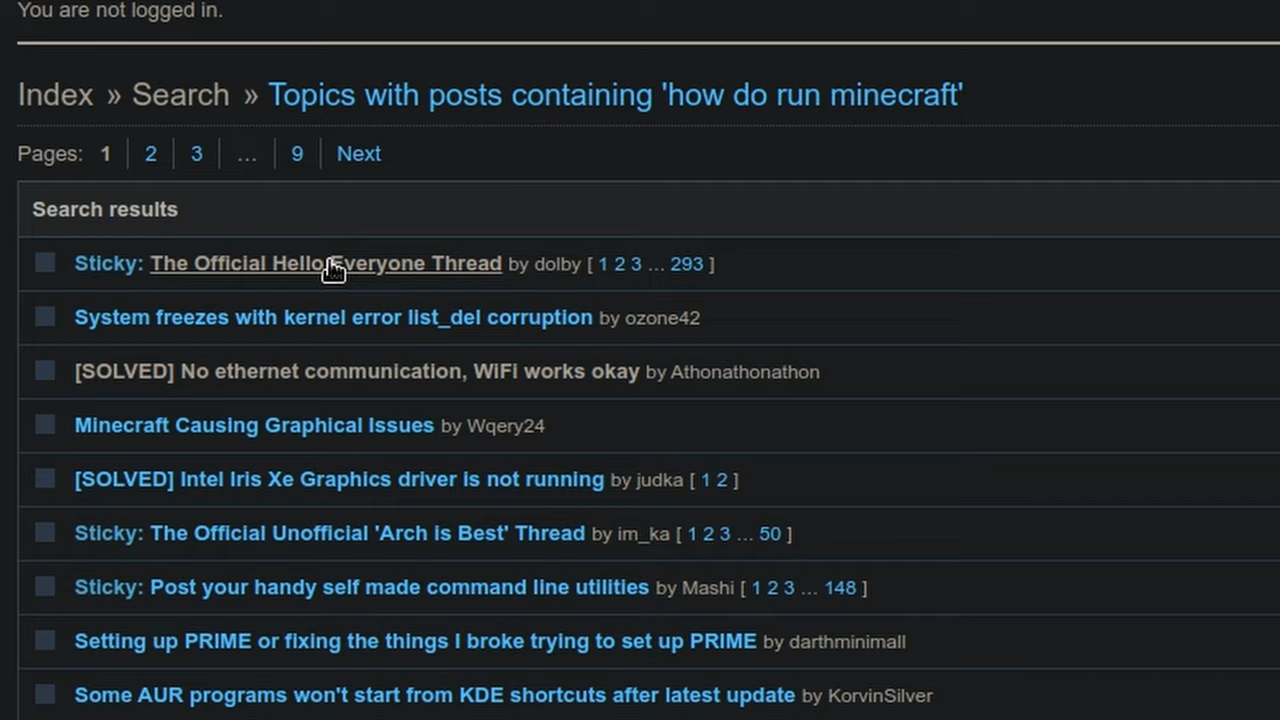 You are not logged in.
Index » Search » Topics with posts containing 'how do run minecraft'
Pages: 1 2 3 … 9 Next
Search results
Sticky: The Official Hello Everyone Thread by dolby [ 1 2 3 … 293 ]
System freezes with kernel error list_del corruption by ozone42
[SOLVED] No ethernet communication, WiFi works okay by Athonathonathon
Minecraft Causing Graphical Issues by Wqery24
[SOLVED] Intel Iris Xe Graphics driver is not running by judka [ 1 2 ]
Sticky: The Official Unofficial 'Arch is Best' Thread by im_ka [ 1 2 3 … 50 ]
Sticky: Post your handy self made command line utilities by Mashi [ 1 2 3 … 148 ]
Setting up PRIME or fixing the things I broke trying to set up PRIME by darthminimall
Some AUR programs won't start from KDE shortcuts after latest update by KorvinSilver